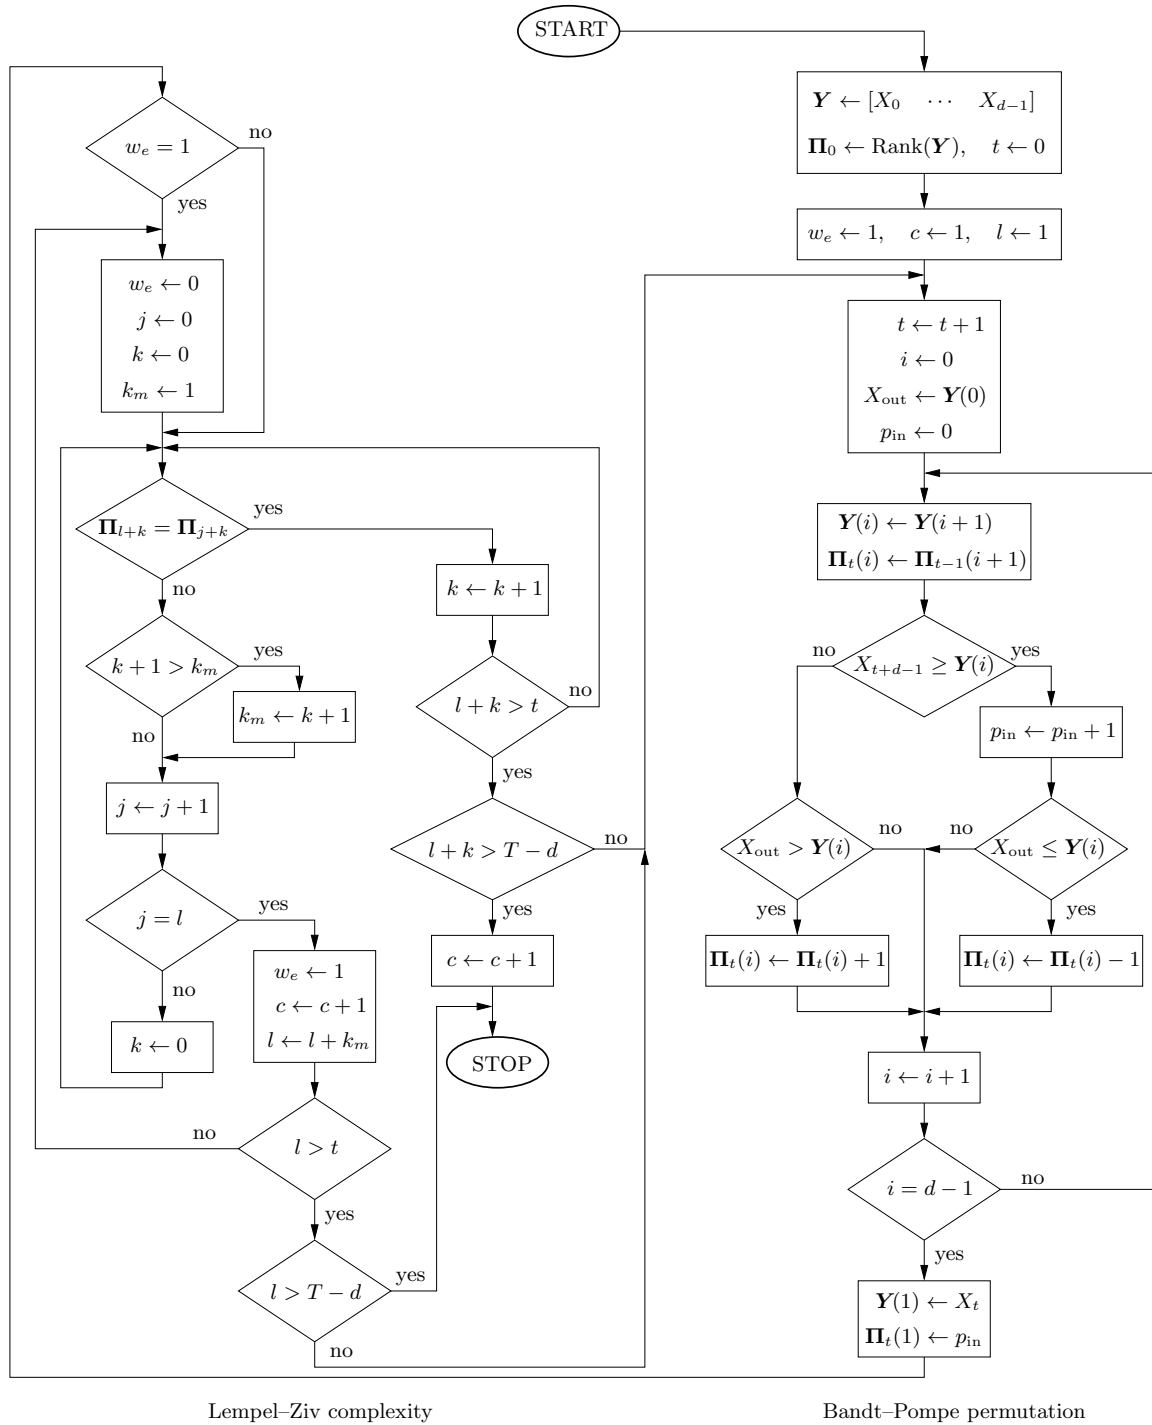 START
𝒀 ← [X₀ ⋯ X_{d−1}]
𝚷₀ ← Rank(𝒀), t ← 0
w_e ← 1, c ← 1, l ← 1
t ← t + 1
i ← 0
X_out ← 𝒀(0)
p_in ← 0
𝒀(i) ← 𝒀(i + 1)
𝚷_t(i) ← 𝚷_{t−1}(i + 1)
X_{t+d−1} ≥ 𝒀(i)
no
yes
p_in ← p_in + 1
X_out > 𝒀(i)
no
yes
X_out ≤ 𝒀(i)
no
yes
𝚷_t(i) ← 𝚷_t(i) + 1
𝚷_t(i) ← 𝚷_t(i) − 1
i ← i + 1
i = d − 1
no
yes
𝒀(1) ← X_t
𝚷_t(1) ← p_in
Bandt–Pompe permutation
w_e = 1
no
yes
w_e ← 0
j ← 0
k ← 0
k_m ← 1
𝚷_{l+k} = 𝚷_{j+k}
yes
no
k + 1 > k_m
yes
no
k_m ← k + 1
j ← j + 1
j = l
yes
no
k ← 0
w_e ← 1
c ← c + 1
l ← l + k_m
l > t
no
yes
l > T − d
yes
no
k ← k + 1
l + k > t
no
yes
l + k > T − d
no
yes
c ← c + 1
STOP
Lempel–Ziv complexity